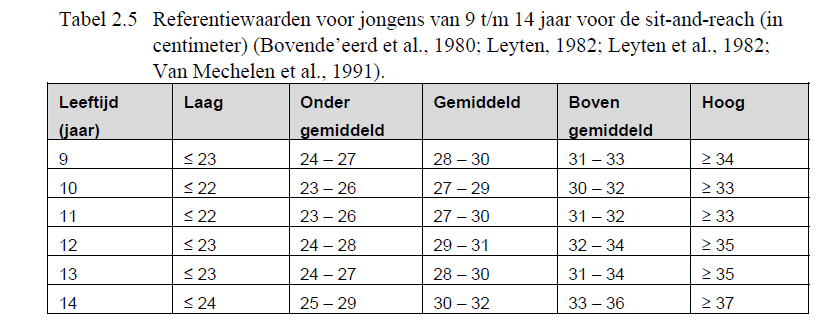 Tabel 2.5 Referentiewaarden voor jongens van 9 t/m 14 jaar voor de sit-and-reach (in
centimeter) (Bovende’eerd et al., 1980; Leyten, 1982; Leyten et al., 1982;
Van Mechelen et al., 1991).
Leeftijd (jaar) Laag Onder gemiddeld Gemiddeld Boven gemiddeld Hoog
9 ≤ 23 24 – 27 28 – 30 31 – 33 ≥ 34
10 ≤ 22 23 – 26 27 – 29 30 – 32 ≥ 33
11 ≤ 22 23 – 26 27 – 30 31 – 32 ≥ 33
12 ≤ 23 24 – 28 29 – 31 32 – 34 ≥ 35
13 ≤ 23 24 – 27 28 – 30 31 – 34 ≥ 35
14 ≤ 24 25 – 29 30 – 32 33 – 36 ≥ 37